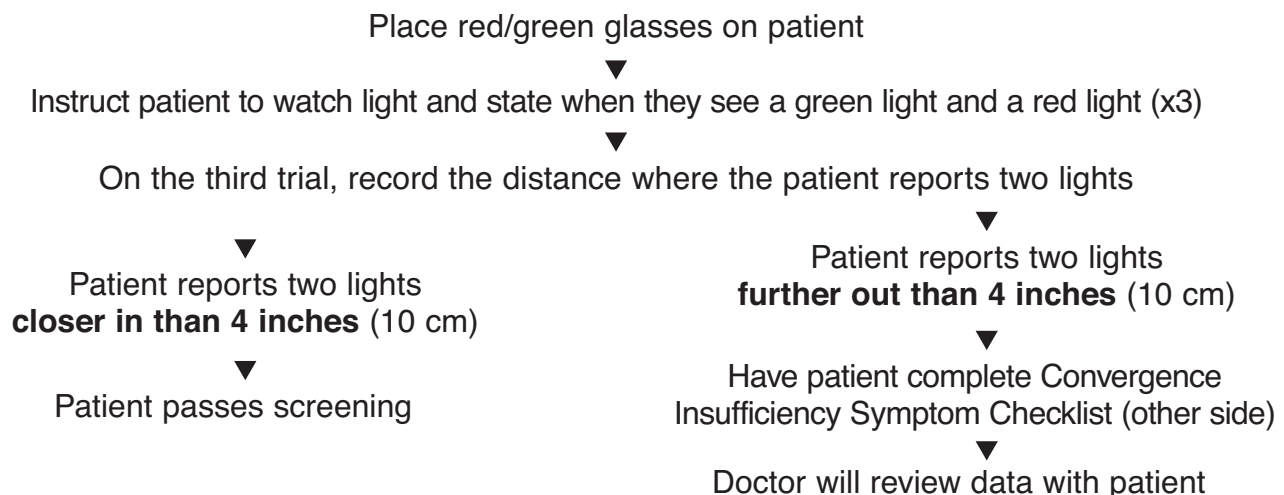 Place red/green glasses on patient
Instruct patient to watch light and state when they see a green light and a red light (x3)
On the third trial, record the distance where the patient reports two lights
Patient reports two lights
closer in than 4 inches (10 cm)
Patient passes screening
Patient reports two lights
further out than 4 inches (10 cm)
Have patient complete Convergence
Insufficiency Symptom Checklist (other side)
Doctor will review data with patient